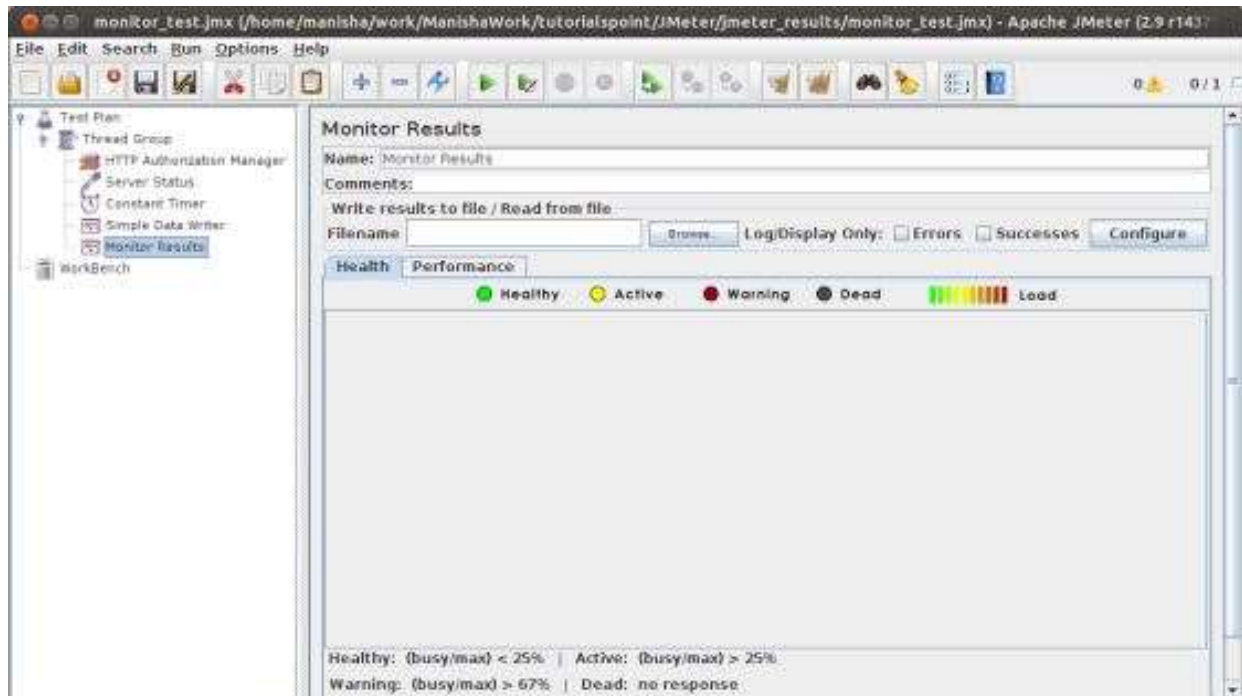 monitor_test.jmx (/home/manisha/work/ManishaWork/tutorialspoint/JMeter/jmeter_results/monitor_test.jmx) - Apache JMeter (2.9 r1437
File Edit Search Run Options Help
0 0 / 1
Test Plan
Thread Group
HTTP Authorization Manager
Server Status
Constant Timer
Simple Data Writer
Monitor Results
WorkBench
Monitor Results
Name: Monitor Results
Comments:
Write results to file / Read from file
Filename Browse... Log/Display Only: Errors Successes Configure
Health Performance
Healthy Active Warning Dead Load
Healthy: (busy/max) < 25% | Active: (busy/max) > 25%
Warning: (busy/max) > 67% | Dead: no response